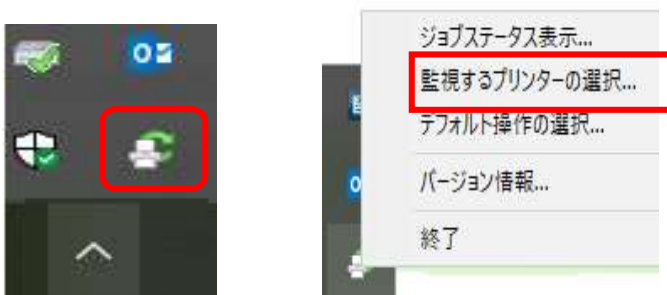 ジョブステータス表示...
監視するプリンターの選択...
デフォルト操作の選択...
バージョン情報...
終了